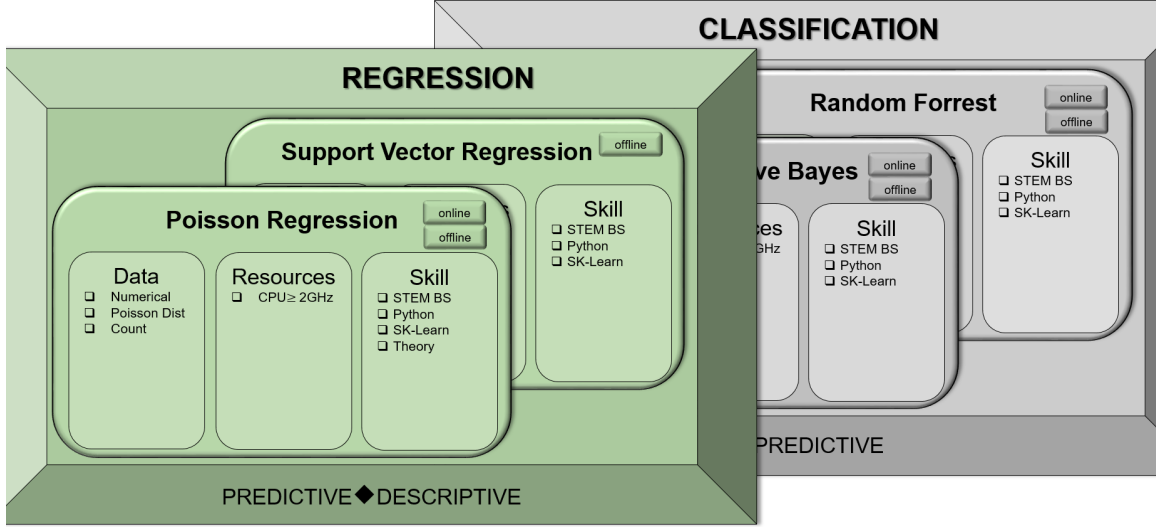 CLASSIFICATION
REGRESSION
Random Forrest
online
offline
Skill
STEM BS
Python
SK-Learn
ve Bayes
online
offline
ces
GHz
Skill
STEM BS
Python
SK-Learn
PREDICTIVE
Support Vector Regression
offline
Skill
STEM BS
Python
SK-Learn
Poisson Regression
online
offline
Data
Numerical
Poisson Dist
Count
Resources
CPU≥ 2GHz
Skill
STEM BS
Python
SK-Learn
Theory
PREDICTIVE◆DESCRIPTIVE